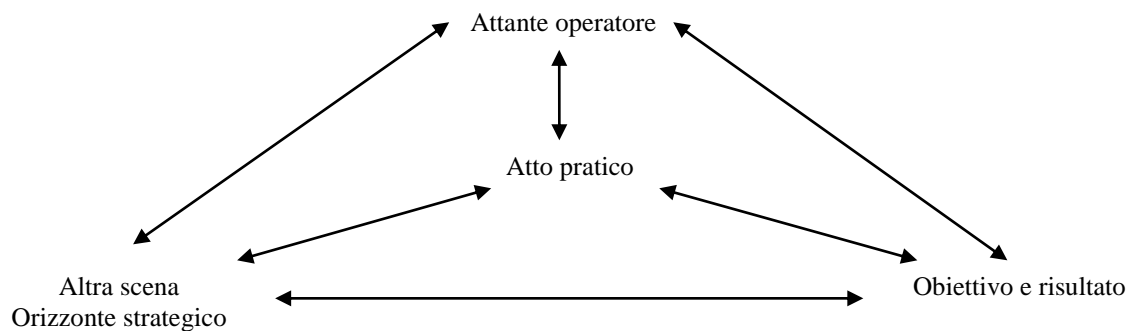 Attante operatore
Atto pratico
Altra scena
Orizzonte strategico
Obiettivo e risultato